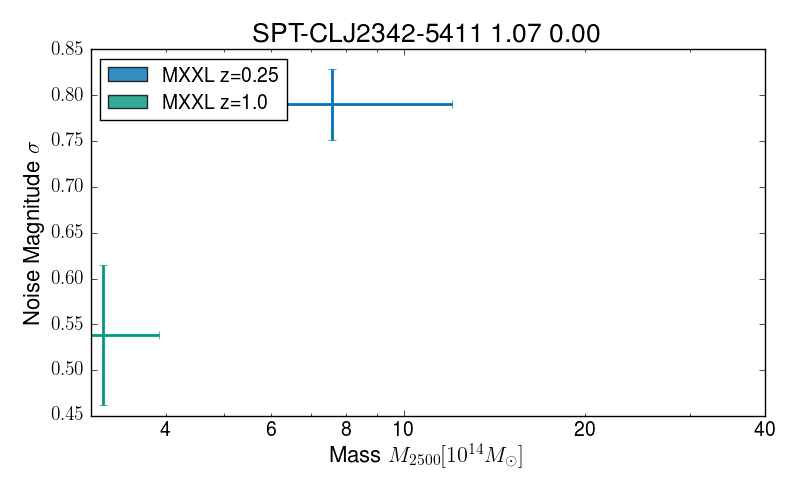 SPT-CLJ2342-5411 1.07 0.00
0.85
0.80
0.75
0.70
0.65
0.60
0.55
0.50
0.45
Noise Magnitude σ
MXXL z=0.25
MXXL z=1.0
4 6 8 10 20 40
Mass M₂₅₀₀[10¹⁴M☉]